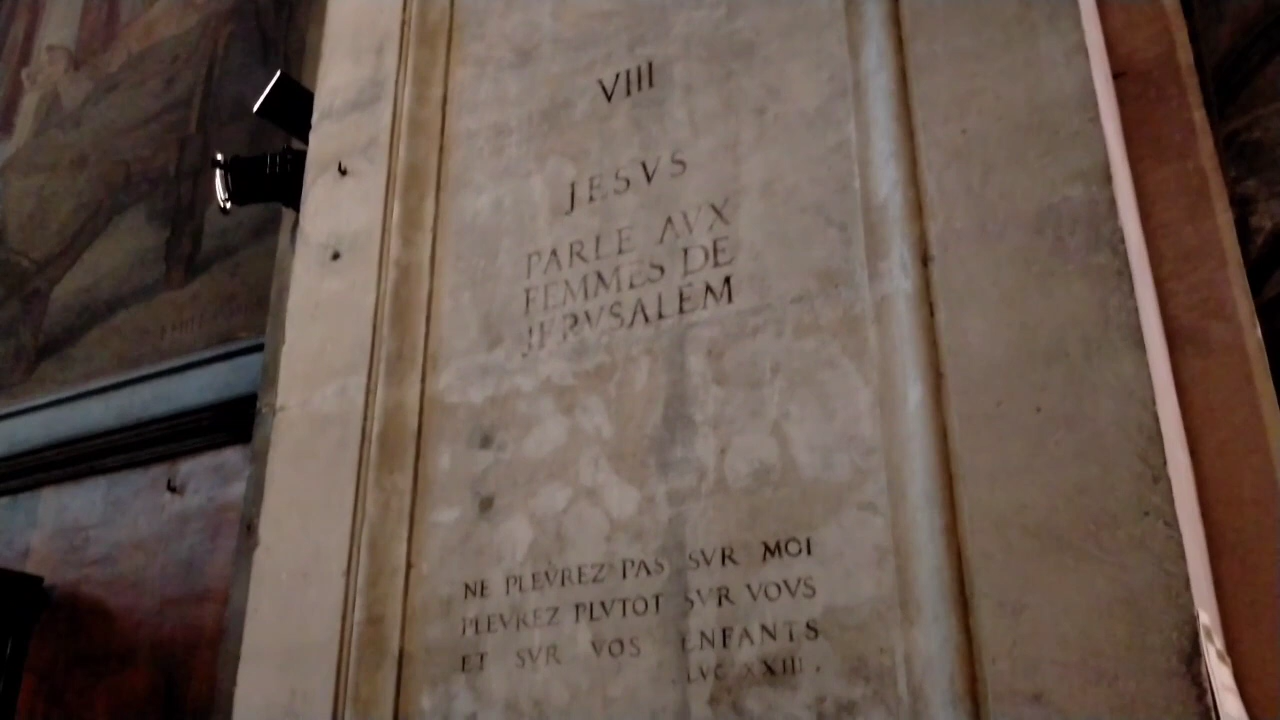 VIII
JESVS
PARLE AVX
FEMMES DE
JERVSALEM
NE PLEVREZ PAS SVR MOI
PLEVREZ PLVTOT SVR VOVS
ET SVR VOS ENFANTS
LVC XXIII.